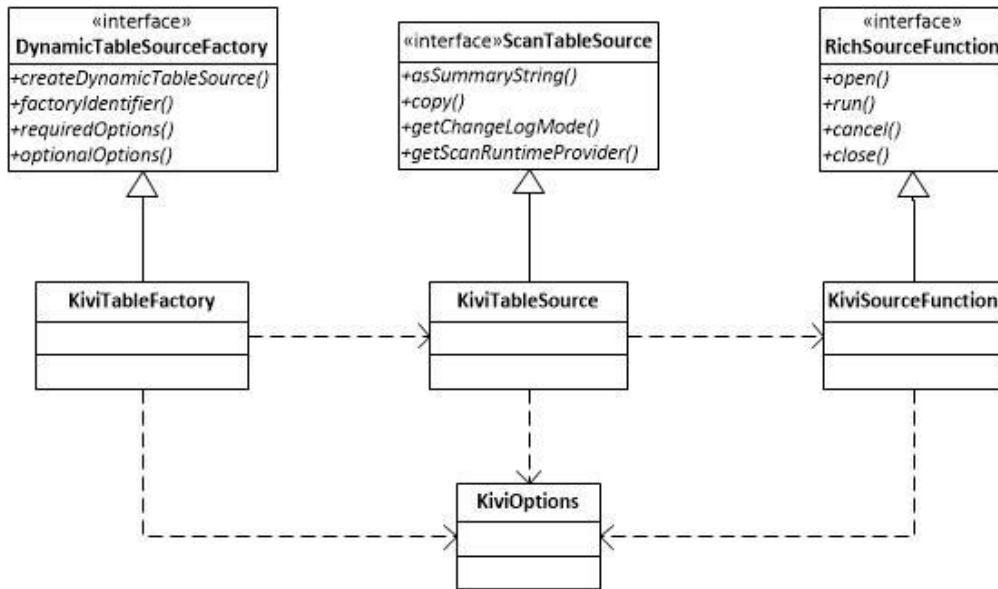 «interface»
DynamicTableSourceFactory
+createDynamicTableSource()
+factoryIdentifier()
+requiredOptions()
+optionalOptions()
«interface»ScanTableSource
+asSummaryString()
+copy()
+getChangeLogMode()
+getScanRuntimeProvider()
«interface»
RichSourceFunction
+open()
+run()
+cancel()
+close()
KiviTableFactory
KiviTableSource
KiviSourceFunction
KiviOptions